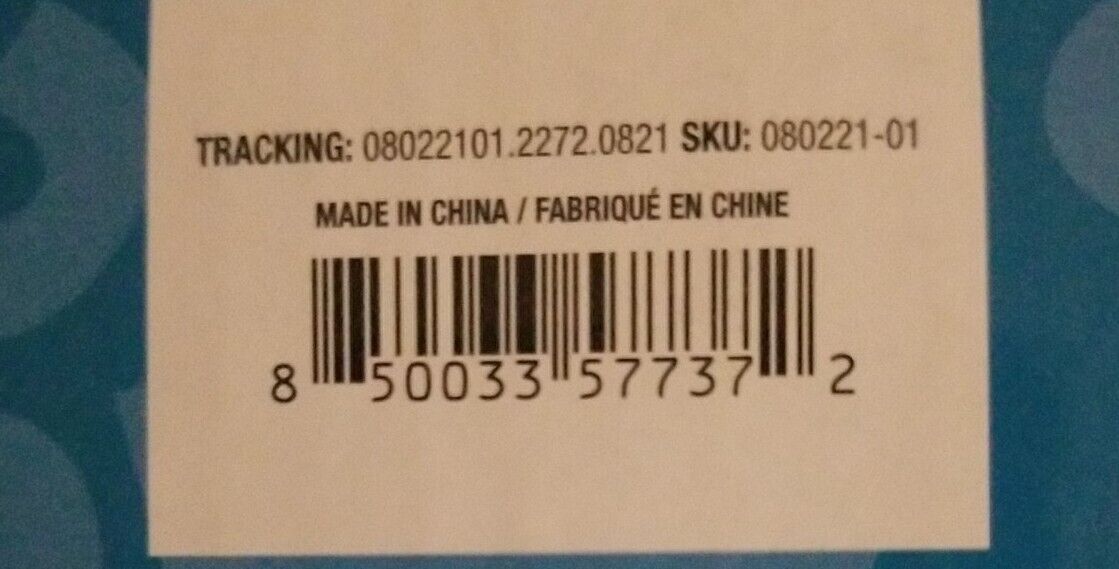 TRACKING: 08022101.2272.0821 SKU: 080221-01
MADE IN CHINA / FABRIQUÉ EN CHINE
8 50033 57737 2